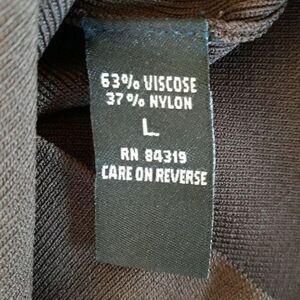 63% VISCOSE
37% NYLON
L
RN 84319
CARE ON REVERSE